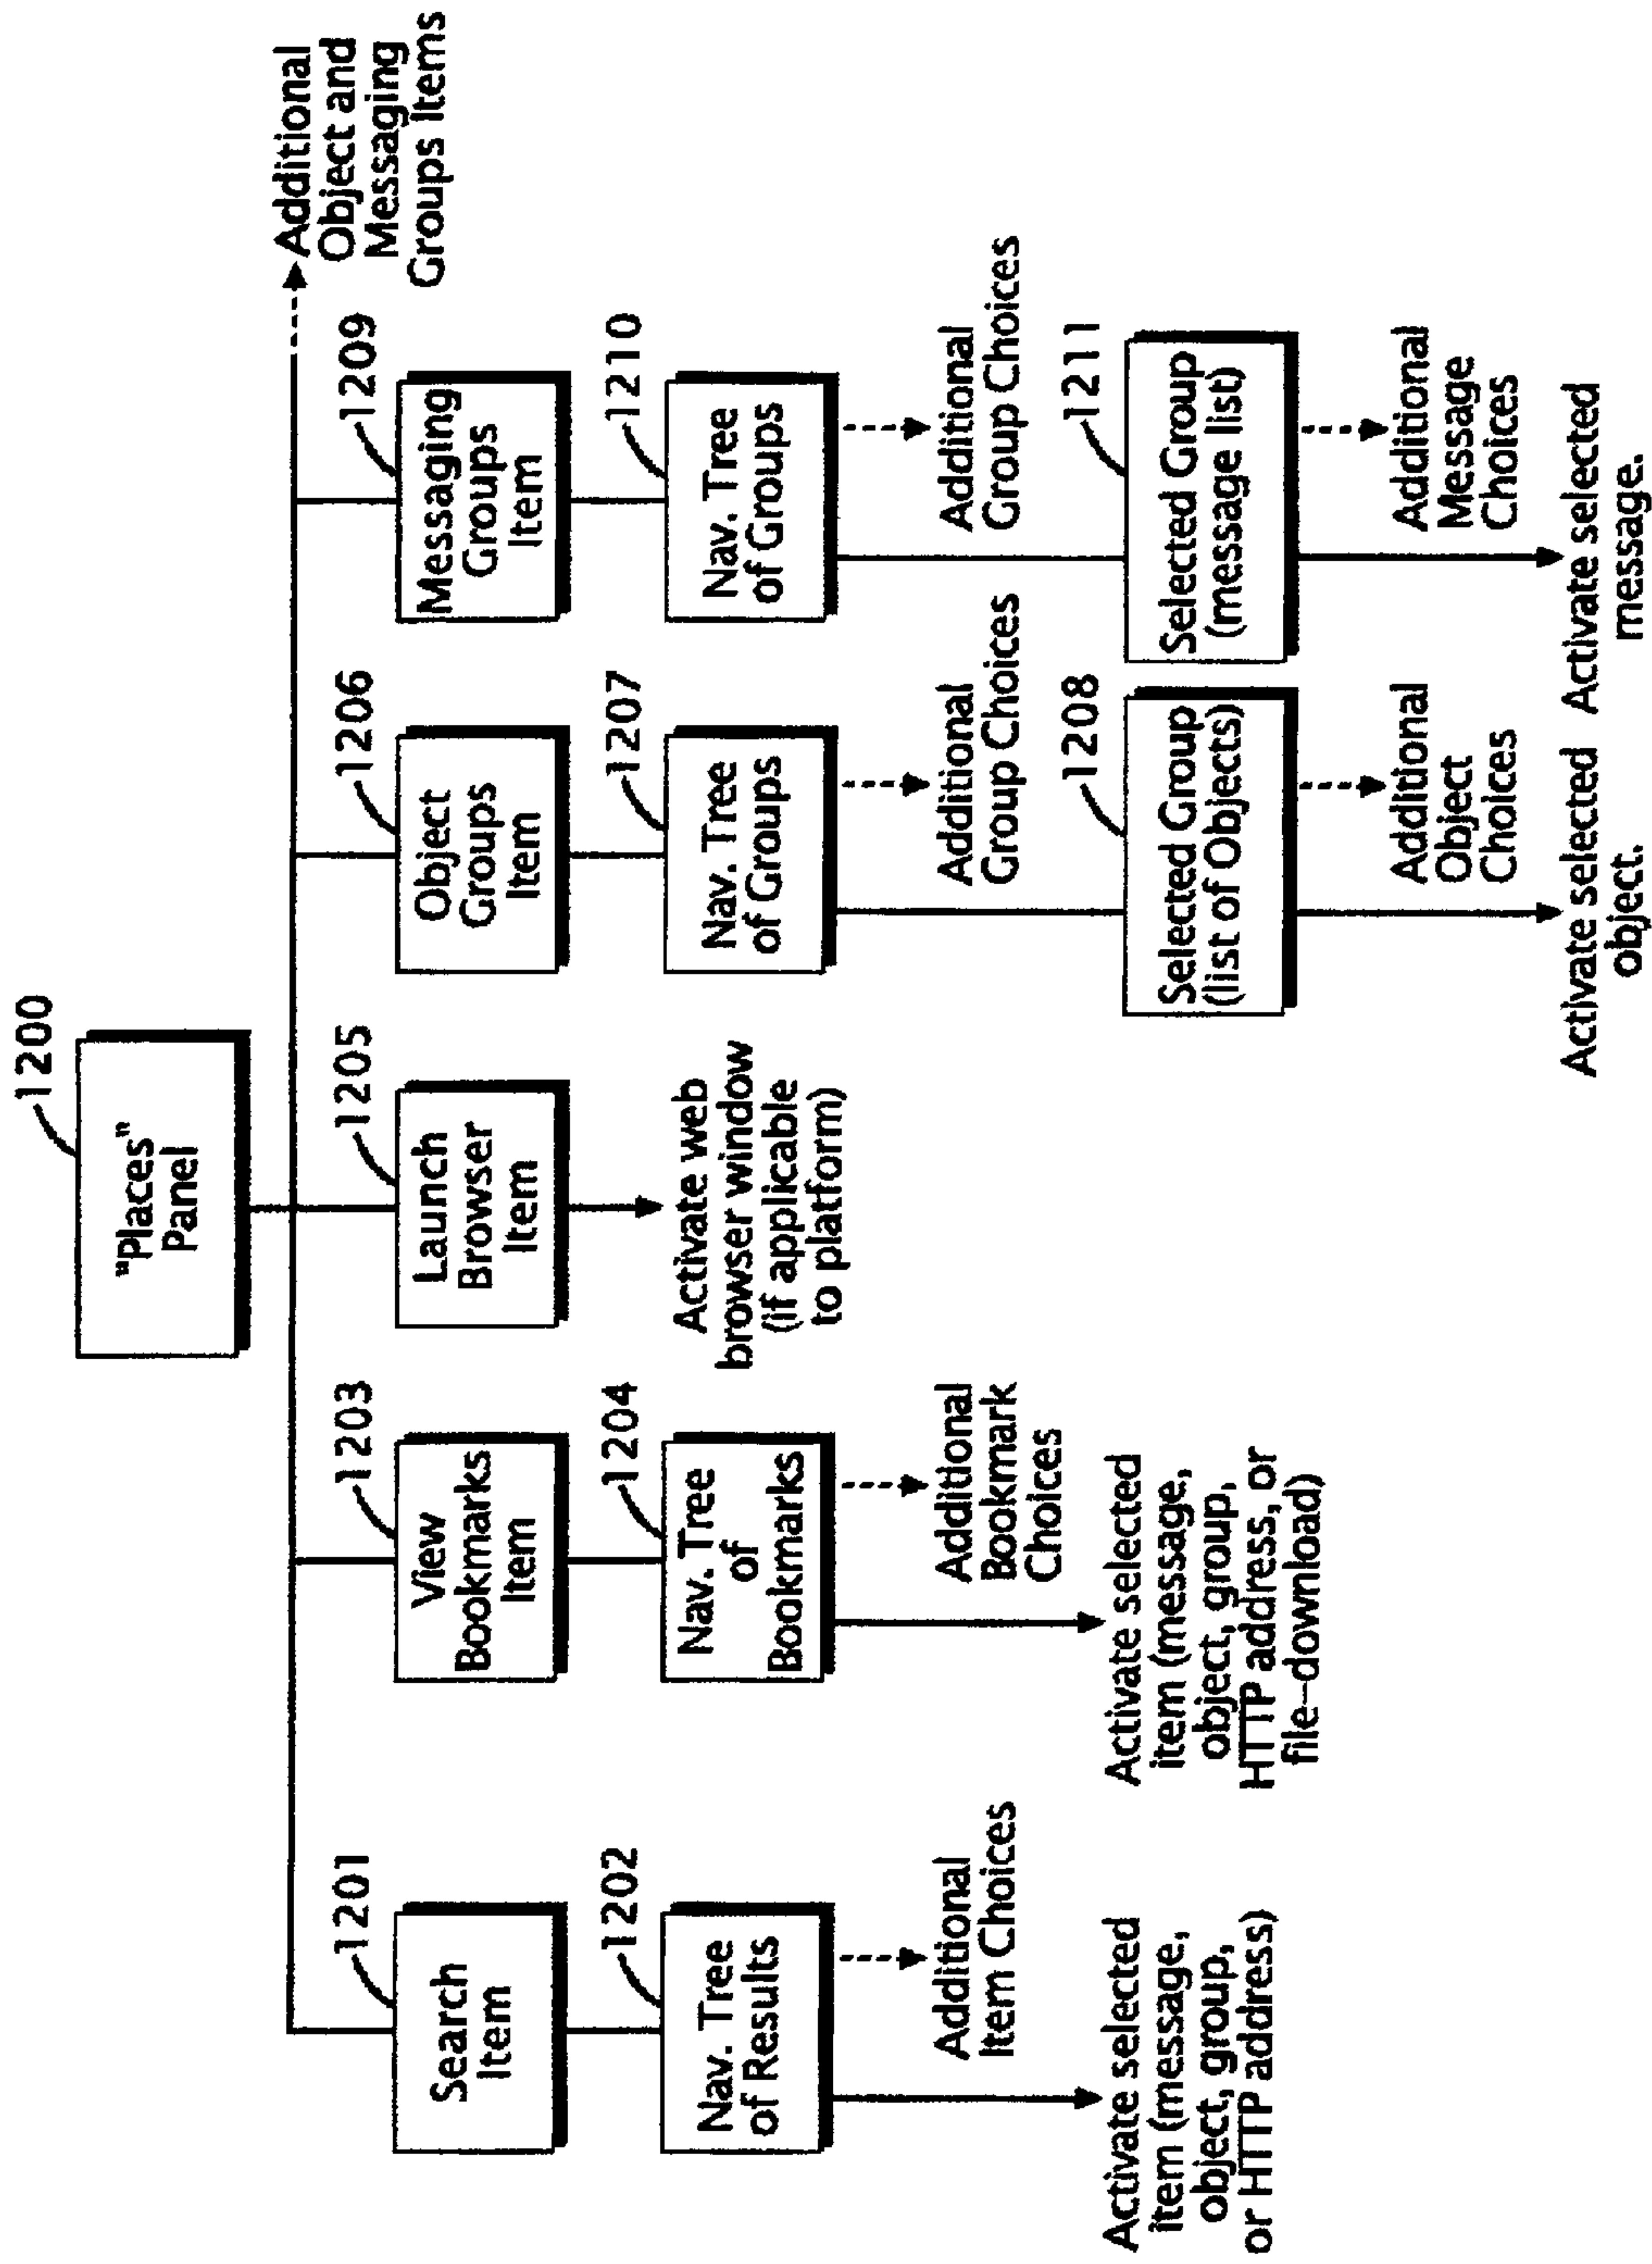 1200
"Places"
Panel
Additional
Object and
Messaging
Groups Items
1201
Search
Item
1203
View
Bookmarks
Item
1205
Launch
Browser
Item
1206
Object
Groups
Item
1209
Messaging
Groups
Item
1202
Nav. Tree
of Results
1204
Nav. Tree
of
Bookmarks
Activate web
browser window
(if applicable
to platform)
1207
Nav. Tree
of Groups
1210
Nav. Tree
of Groups
Additional
Item Choices
Additional
Bookmark
Choices
Additional
Group Choices
Additional
Group Choices
Activate selected
item (message,
object, group,
or HTTP address)
Activate selected
item (message,
object, group,
HTTP address, or
file-download)
1208
Selected Group
(list of Objects)
1211
Selected Group
(message list)
Additional
Object
Choices
Additional
Message
Choices
Activate selected
object.
Activate selected
message.